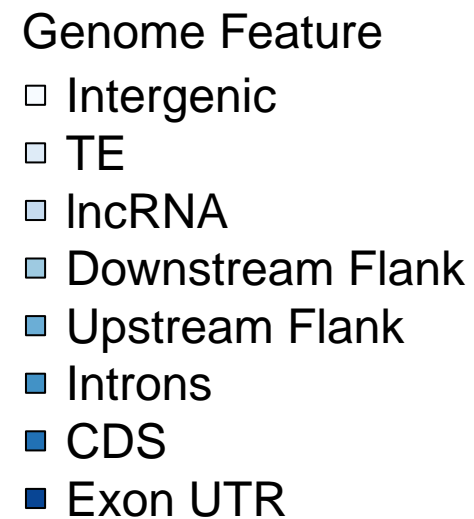 Genome Feature
Intergenic
TE
lncRNA
Downstream Flank
Upstream Flank
Introns
CDS
Exon UTR